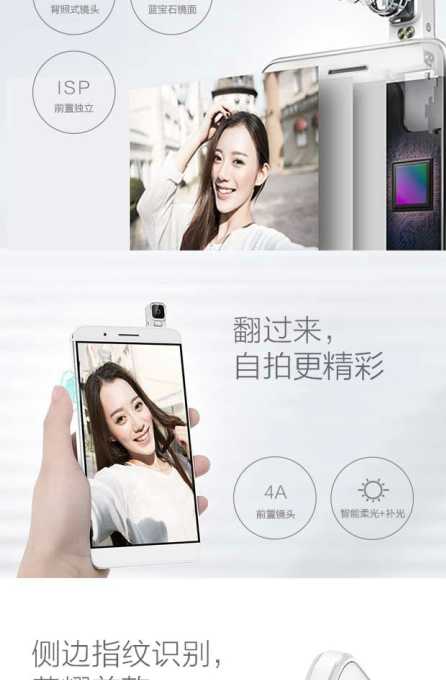 背照式镜头
蓝宝石镜面
ISP
前置独立
翻过来，
自拍更精彩
4A
前置镜头
智能柔光+补光
侧边指纹识别，